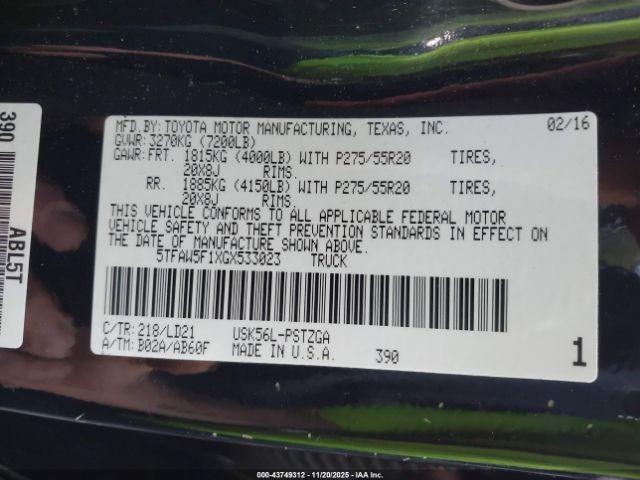 390
ABL5T
MFD.BY: TOYOTA MOTOR MANUFACTURING, TEXAS, INC. 02/16
GVWR: 3270KG (7200LB)
GAWR: FRT. 1815KG (4000LB) WITH P275/55R20 TIRES,
20X8J RIMS.
RR. 1885KG (4150LB) WITH P275/55R20 TIRES,
20X8J RIMS.
THIS VEHICLE CONFORMS TO ALL APPLICABLE FEDERAL MOTOR
VEHICLE SAFETY AND THEFT PREVENTION STANDARDS IN EFFECT ON
THE DATE OF MANUFACTURE SHOWN ABOVE.
5TFAW5F1XGX533023 TRUCK
C/TR: 218/LD21 USK56L-PSTZGA
A/TM: B02A/AB60F MADE IN U.S.A. 390 1
000-43749312 - 11/20/2025 - IAA Inc.